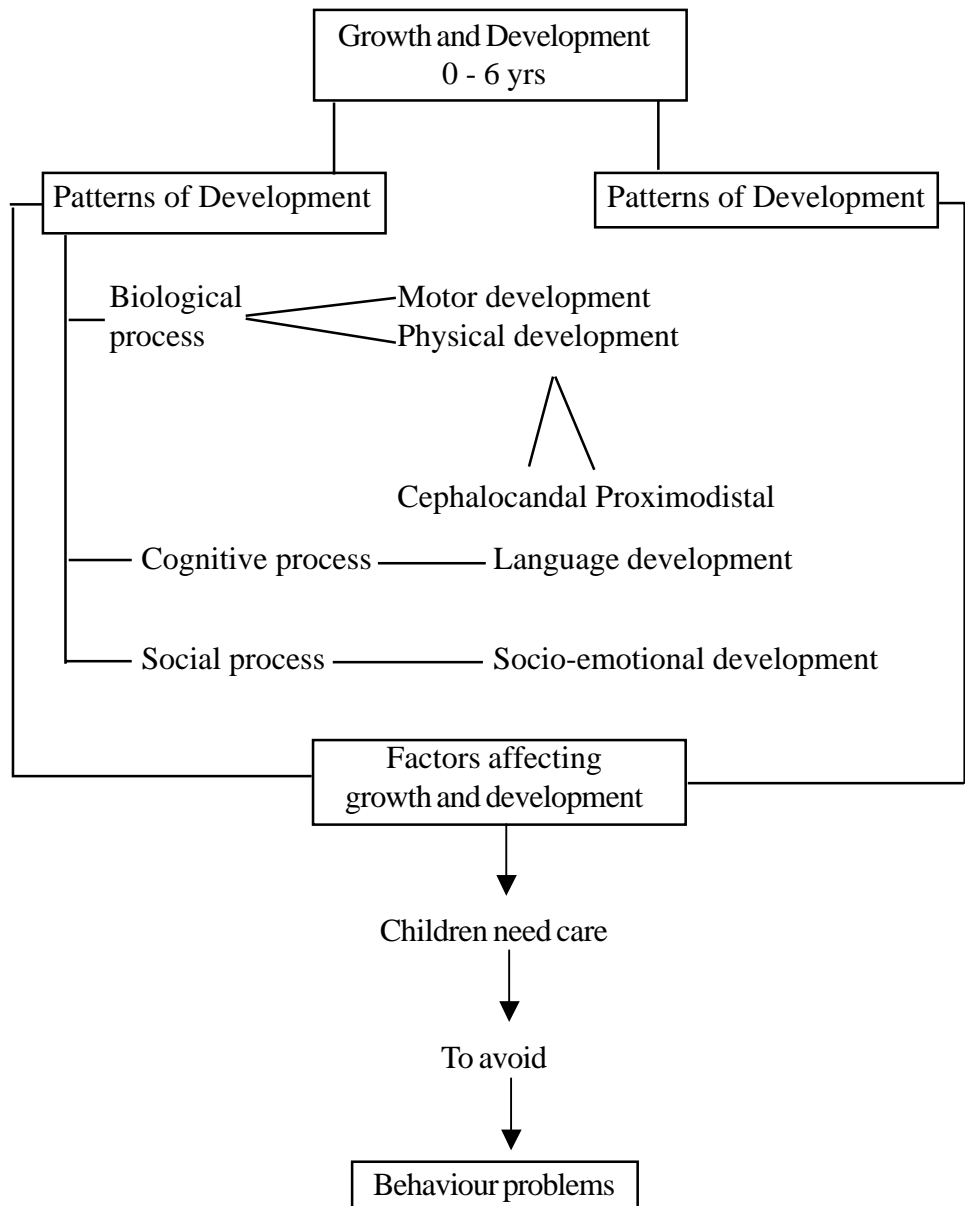 Growth and Development
0 - 6 yrs
Patterns of Development
Patterns of Development
Biological
process
Motor development
Physical development
Cephalocandal Proximodistal
Cognitive process
Language development
Social process
Socio-emotional development
Factors affecting
growth and development
Children need care
To avoid
Behaviour problems